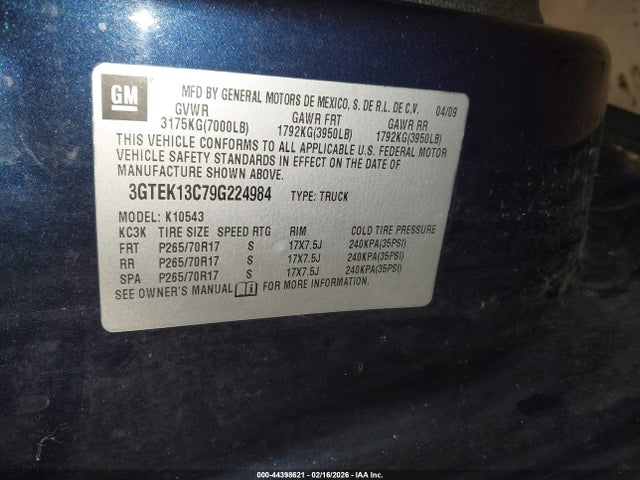 GM
MFD BY GENERAL MOTORS DE MEXICO, S. DE R.L. DE C.V. 04/09
GVWR GAWR FRT GAWR RR
3175KG(7000LB) 1792KG(3950LB) 1792KG(3950LB)
THIS VEHICLE CONFORMS TO ALL APPLICABLE U.S. FEDERAL MOTOR
VEHICLE SAFETY STANDARDS IN EFFECT ON THE DATE OF
MANUFACTURE SHOWN ABOVE.
3GTEK13C79G224984 TYPE: TRUCK
MODEL: K10543
KC3K TIRE SIZE SPEED RTG RIM COLD TIRE PRESSURE
FRT P265/70R17 S 17X7.5J 240KPA(35PSI)
RR P265/70R17 S 17X7.5J 240KPA(35PSI)
SPA P265/70R17 S 17X7.5J 240KPA(35PSI)
SEE OWNER'S MANUAL FOR MORE INFORMATION.
000-44398621 - 02/16/2026 - IAA Inc.